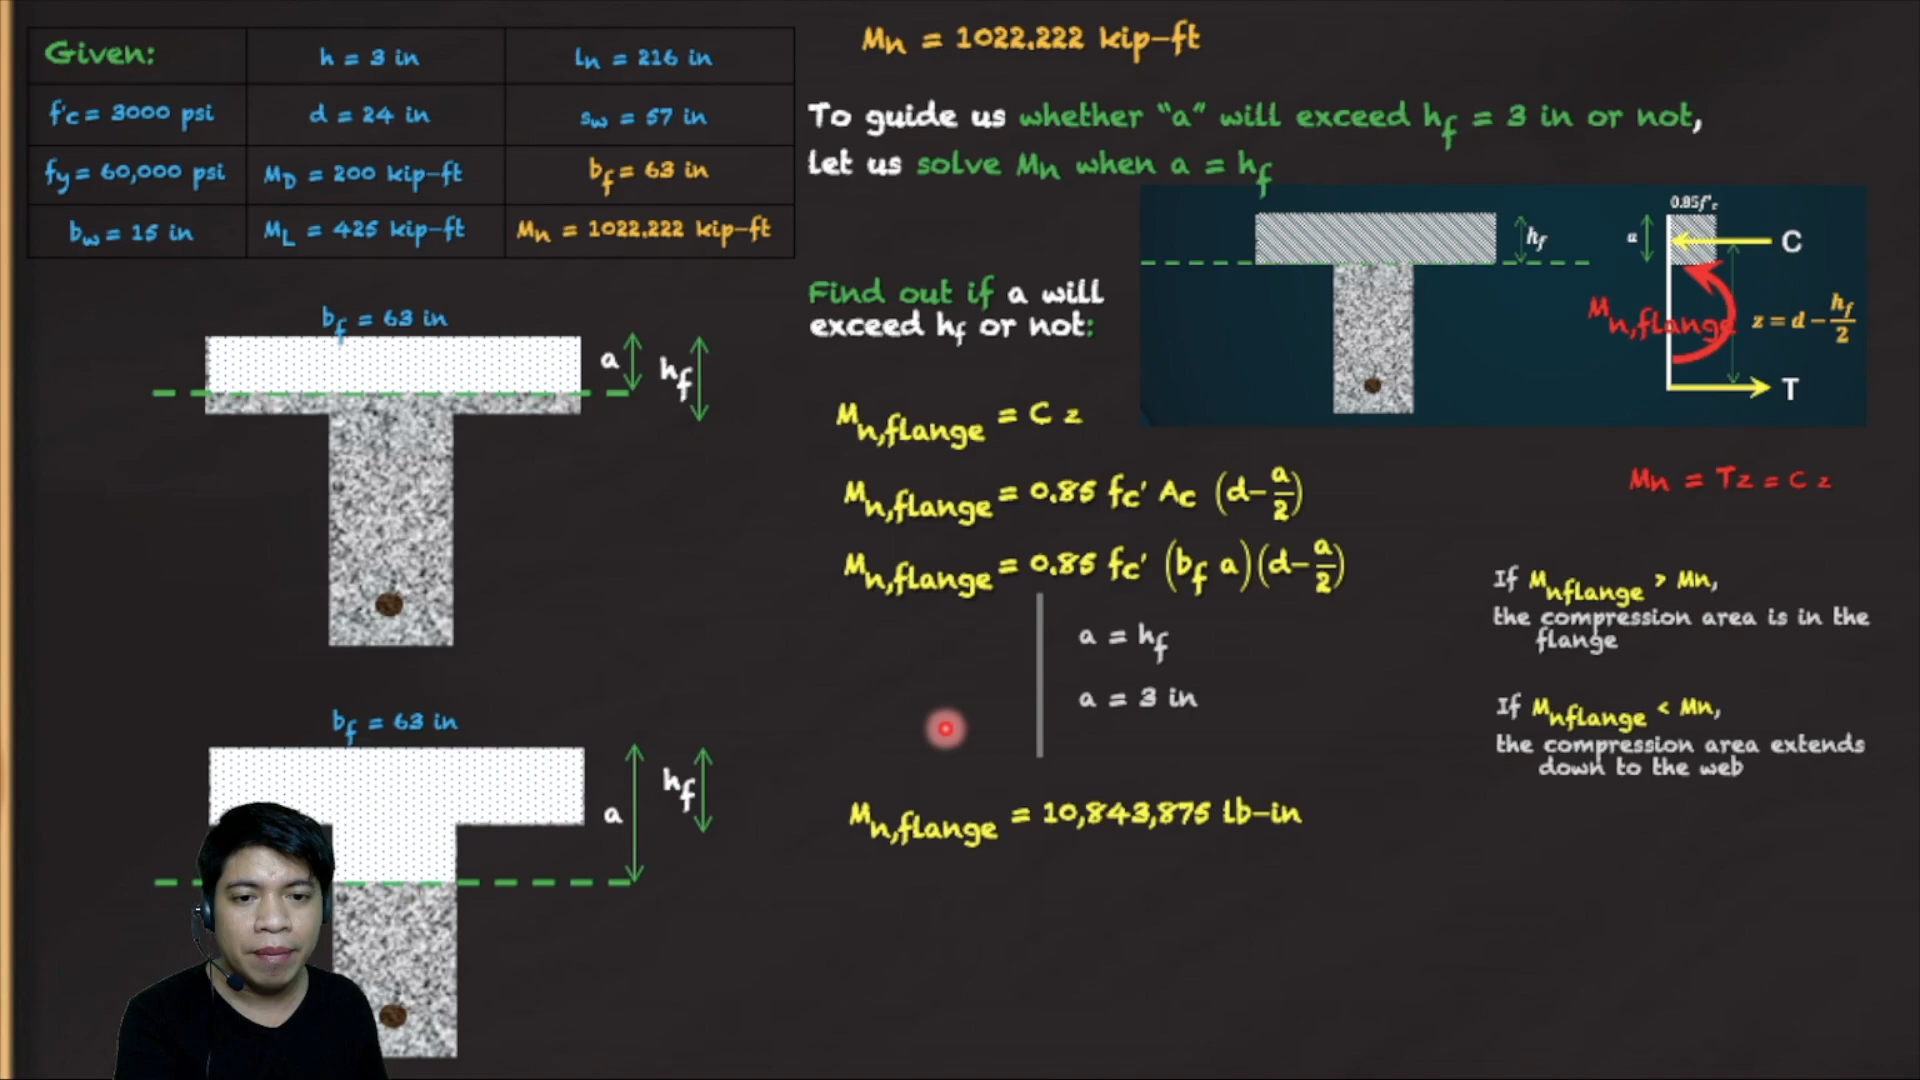 Given:
h = 3 in
ln = 216 in
f'c = 3000 psi
d = 24 in
sw = 57 in
fy = 60,000 psi
MD = 200 kip-ft
bf = 63 in
bw = 15 in
ML = 425 kip-ft
Mn = 1022.222 kip-ft
Mn = 1022.222 kip-ft
To guide us whether "a" will exceed hf = 3 in or not,
let us solve Mn when a = hf
Find out if a will
exceed hf or not:
0.85f'c
hf
a
C
Mn,flange
z = d - hf/2
T
Mn = Tz = C z
Mn,flange = C z
Mn,flange = 0.85 fc' Ac (d-a/2)
Mn,flange = 0.85 fc' (bf a)(d-a/2)
a = hf
a = 3 in
Mn,flange = 10,843,875 lb-in
If Mnflange > Mn,
the compression area is in the
flange
If Mnflange < Mn,
the compression area extends
down to the web
bf = 63 in
a
hf
bf = 63 in
a
hf